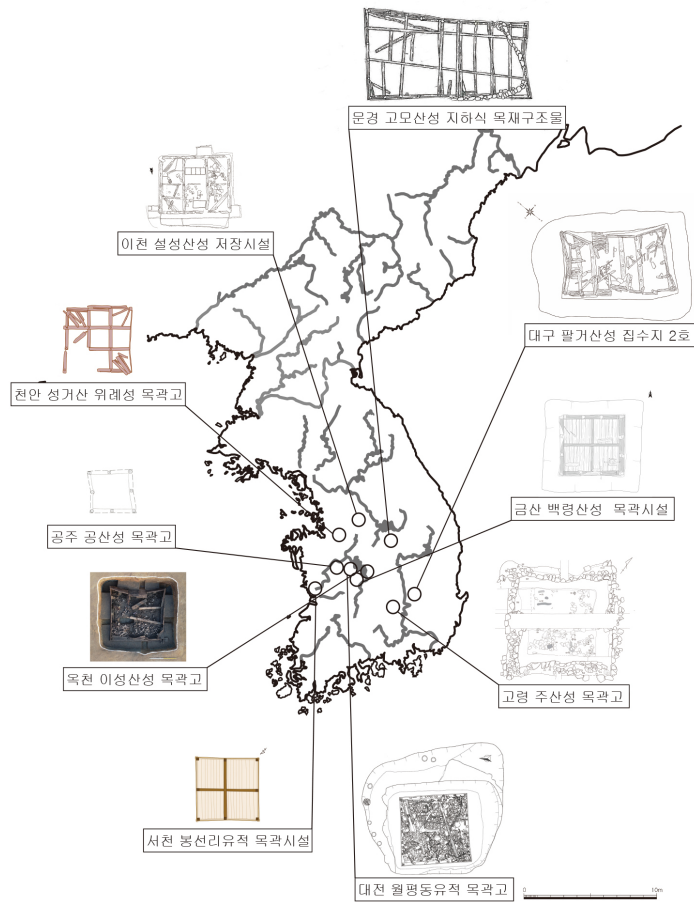 문경 고모산성 지하식 목재구조물
이천 설성산성 저장시설
대구 팔거산성 집수지 2호
천안 성거산 위례성 목곽고
금산 백령산성 목곽시설
공주 공산성 목곽고
옥천 이성산성 목곽고
고령 주산성 목곽고
서천 봉선리유적 목곽시설
대전 월평동유적 목곽고
0 10m